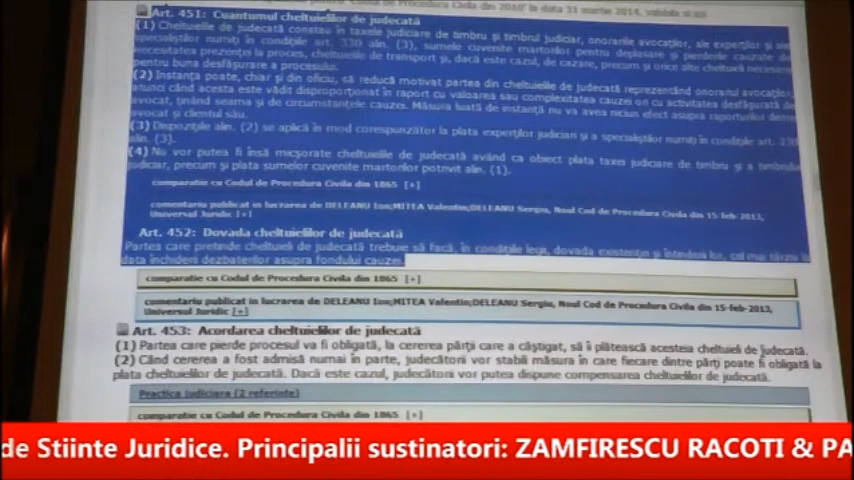 Codul de Procedura Civila din 2010 la data 31 martie 2014,
Art. 451: Cuantumul cheltuielilor de judecată
(1) Cheltuielile de judecată constau în taxele judiciare de timbru și timbrul judiciar, onorariile avocaților, ale experților și ale
specialiștilor numiți în condițiile art. 330 alin. (3), sumele cuvenite martorilor pentru deplasare și pierderile cauzate de
necesitatea prezenței la proces, cheltuielile de transport și, dacă este cazul, de cazare, precum și orice alte cheltuieli necesare
pentru buna desfășurare a procesului.
(2) Instanța poate, chiar și din oficiu, să reducă motivat partea din cheltuielile de judecată reprezentând onorariul avocaților,
atunci când acesta este vădit disproporționat în raport cu valoarea sau complexitatea cauzei ori cu activitatea desfășurată de
avocat, ținând seama și de circumstanțele cauzei. Măsura luată de instanță nu va avea niciun efect asupra raporturilor dintre
avocat și clientul său.
(3) Dispozițiile alin. (2) se aplică în mod corespunzător la plata experților judiciari și a specialiștilor numiți în condițiile art. 330
alin. (3).
(4) Nu vor putea fi însă micșorate cheltuielile de judecată având ca obiect plata taxei judiciare de timbru și a timbrului
judiciar, precum și plata sumelor cuvenite martorilor potrivit alin. (1).
comparatie cu Codul de Procedura Civila din 1865 [+]
comentariu publicat in lucrarea de DELEANU Ion;MITEA Valentin;DELEANU Sergiu, Noul Cod de Procedura Civila din 15-feb-2013,
Universul Juridic [+]
Art. 452: Dovada cheltuielilor de judecată
Partea care pretinde cheltuieli de judecată trebuie să facă, în condițiile legii, dovada existenței și întinderii lor, cel mai târziu la
data închiderii dezbaterilor asupra fondului cauzei.
comparatie cu Codul de Procedura Civila din 1865 [+]
comentariu publicat in lucrarea de DELEANU Ion;MITEA Valentin;DELEANU Sergiu, Noul Cod de Procedura Civila din 15-feb-2013,
Universul Juridic [+]
Art. 453: Acordarea cheltuielilor de judecată
(1) Partea care pierde procesul va fi obligată, la cererea părții care a câștigat, să îi plătească acesteia cheltuieli de judecată.
(2) Când cererea a fost admisă numai în parte, judecătorii vor stabili măsura în care fiecare dintre părți poate fi obligată la
plata cheltuielilor de judecată. Dacă este cazul, judecătorii vor putea dispune compensarea cheltuielilor de judecată.
Practica judiciara (2 referinte)
comparatie cu Codul de Procedura Civila din 1865 [+]
de Stiinte Juridice. Principalii sustinatori: ZAMFIRESCU RACOTI & PA